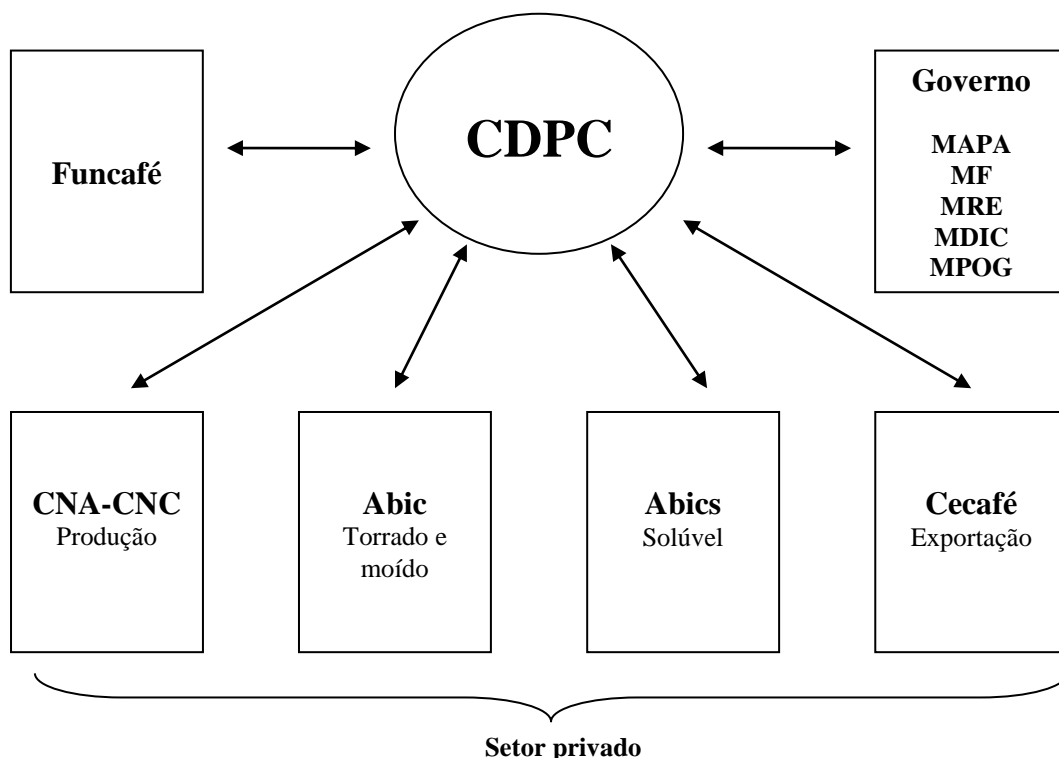 CDPC
Funcafé
Governo
MAPA
MF
MRE
MDIC
MPOG
CNA-CNC
Produção
Abic
Torrado e
moído
Abics
Solúvel
Cecafé
Exportação
Setor privado